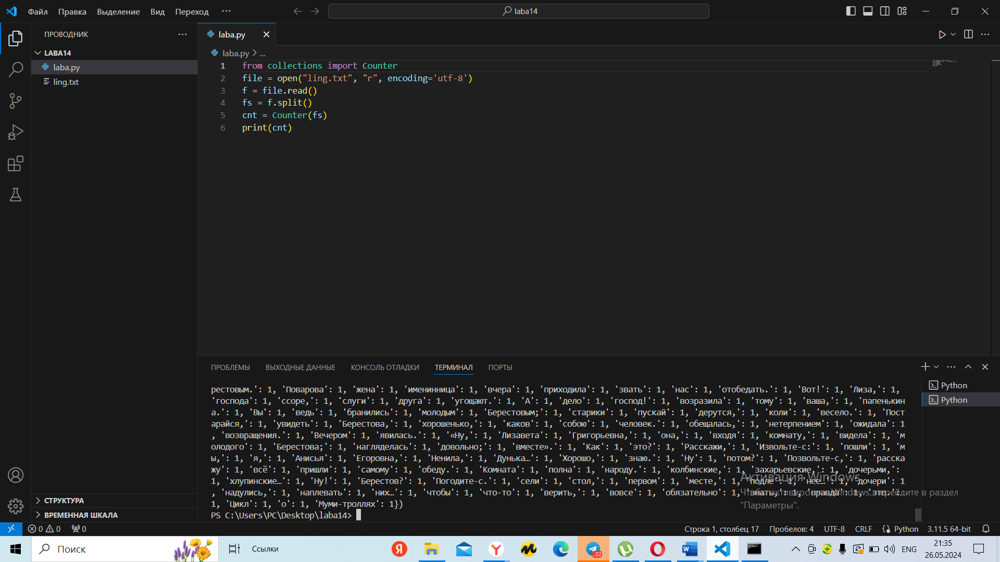 Файл Правка Выделение Вид Переход ··· laba14
ПРОВОДНИК ···
LABA14
laba.py
ling.txt
laba.py
laba.py > ...
1 from collections import Counter
2 file = open("ling.txt", "r", encoding='utf-8')
3 f = file.read()
4 fs = f.split()
5 cnt = Counter(fs)
6 print(cnt)
ПРОБЛЕМЫ ВЫХОДНЫЕ ДАННЫЕ КОНСОЛЬ ОТЛАДКИ ТЕРМИНАЛ ПОРТЫ
Python
Python
рестовым.': 1, 'Поварова': 1, 'жена': 1, 'именинница': 1, 'вчера': 1, 'приходила': 1, 'звать': 1, 'нас': 1, 'отобедать.': 1, 'Вот!': 1, 'Лиза,': 1,
'господа': 1, 'ссоре,': 1, 'слуги': 1, 'друга': 1, 'угощают.': 1, 'А': 1, 'дело': 1, 'господ!': 1, 'возразила': 1, 'тому': 1, 'ваша,': 1, 'папенькин
а.': 1, 'Вы': 1, 'ведь': 1, 'бранились': 1, 'молодым': 1, 'Берестовым;': 1, 'старики': 1, 'пускай': 1, 'дерутся,': 1, 'коли': 1, 'весело.': 1, 'Пост
арайся,': 1, 'увидеть': 1, 'Берестова,': 1, 'хорошенько,': 1, 'каков': 1, 'собою': 1, 'человек.': 1, 'обещалась,': 1, 'нетерпением': 1, 'ожидала': 1
, 'возвращения.': 1, 'Вечером': 1, 'явилась.': 1, '«Ну,': 1, 'Лизавета': 1, 'Григорьевна,': 1, 'она,': 1, 'входя': 1, 'комнату,': 1, 'видела': 1, 'м
олодого': 1, 'Берестова;': 1, 'нагляделась': 1, 'довольно;': 1, 'вместе».': 1, 'Как': 1, 'это?': 1, 'Расскажи,': 1, 'Извольте-с:': 1, 'пошли': 1, 'м
ы,': 1, 'я,': 1, 'Анисья': 1, 'Егоровна,': 1, 'Ненила,': 1, 'Дунька…': 1, 'Хорошо,': 1, 'знаю.': 1, 'Ну': 1, 'потом?': 1, 'Позвольте-с,': 1, 'расска
жу': 1, 'всё': 1, 'пришли': 1, 'самому': 1, 'обеду.': 1, 'Комната': 1, 'полна': 1, 'народу.': 1, 'колбинские,': 1, 'захарьевские,': 1, 'дочерьми,':
1, 'хлупинские…': 1, 'Ну!': 1, 'Берестов?': 1, 'Погодите-с.': 1, 'сели': 1, 'стол,': 1, 'первом': 1, 'месте,': 1, 'подле': 1, 'нее…': 1, 'дочери': 1
, 'надулись,': 1, 'наплевать': 1, 'них…': 1, 'чтобы': 1, 'что-то': 1, 'верить,': 1, 'вовсе': 1, 'обязательно': 1, 'знать,': 1, 'правда': 1, 'это.':
1, 'Цикл': 1, 'о': 1, 'Муми-троллях': 1})
PS C:\Users\PC\Desktop\laba14>
Активация Windows
Чтобы активировать Windows, перейдите в раздел
"Параметры".
СТРУКТУРА
ВРЕМЕННАЯ ШКАЛА
0 0 0 Строка 1, столбец 17 Пробелов: 4 UTF-8 CRLF Python 3.11.5 64-bit
Поиск Ссылки Я Y ..02 W ENG 21:35
26.05.2024